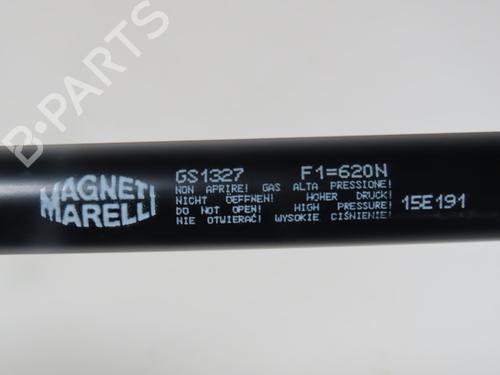 B-PARTS
MAGNETI
MARELLI
GS1327 F1=620N
NON APRIRE! GAS ALTA PRESSIONE!
NICHT ÖEFFNEN! HOHER DRUCK!
DO NOT OPEN! HIGH PRESSURE!
NIE OTWIERAĆ! WYSOKIE CIŚNIENIE!
15E191